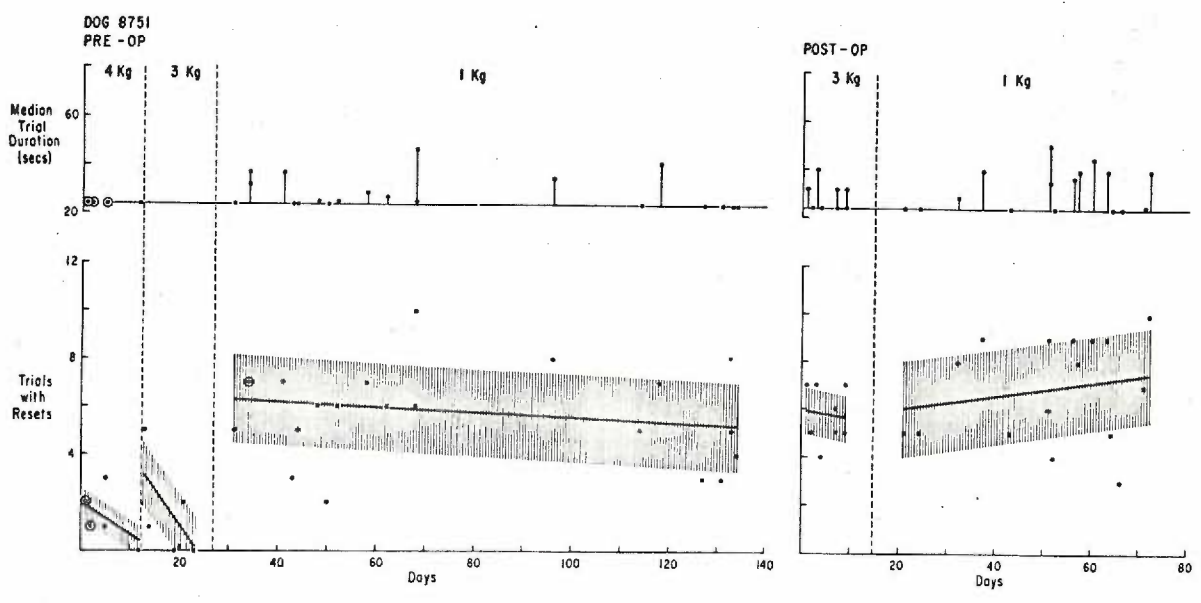 DOG 8751
PRE - OP
POST - OP
4 Kg
3 Kg
1 Kg
3 Kg
1 Kg
Median
Trial
Duration
(secs)
60
20
12
8
4
Trials
with
Resets
20
40
60
80
100
120
140
Days
20
40
60
80
Days